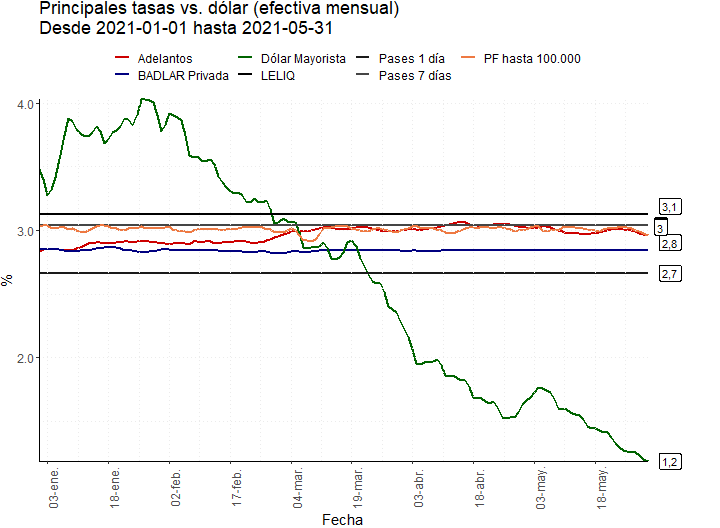 Principales tasas vs. dólar (efectiva mensual)
Desde 2021-01-01 hasta 2021-05-31
Adelantos Dólar Mayorista Pases 1 día PF hasta 100.000
BADLAR Privada LELIQ Pases 7 días
4.0
3.0
2.0
%
3,1
3
2,8
2,7
1,2
03-ene. 18-ene. 02-feb. 17-feb. 04-mar. 19-mar. 03-abr. 18-abr. 03-may. 18-may.
Fecha